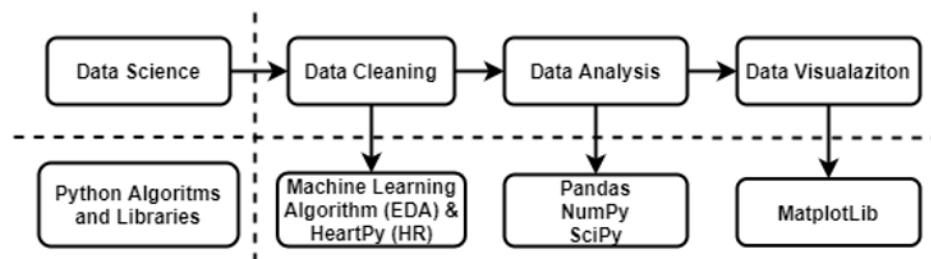 Data Science
Data Cleaning
Data Analysis
Data Visualaziton
Python Algoritms
and Libraries
Machine Learning
Algorithm (EDA) &
HeartPy (HR)
Pandas
NumPy
SciPy
MatplotLib